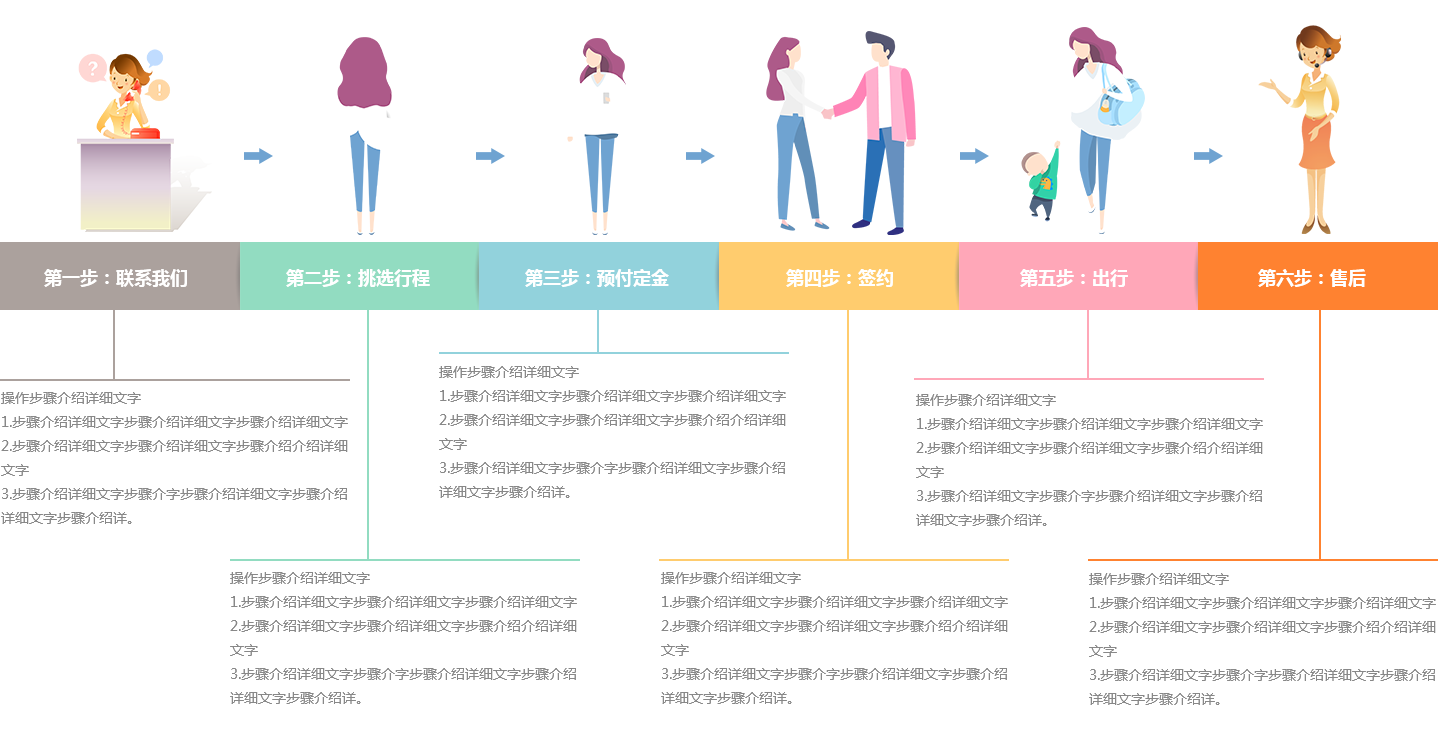 ?
!
第一步：联系我们
第二步：挑选行程
第三步：预付定金
第四步：签约
第五步：出行
第六步：售后
操作步骤介绍详细文字
1.步骤介绍详细文字步骤介绍详细文字步骤介绍详细文字
2.步骤介绍详细文字步骤介绍详细文字步骤介绍介绍详细
文字
3.步骤介绍详细文字步骤介字步骤介绍详细文字步骤介绍
详细文字步骤介绍详。
操作步骤介绍详细文字
1.步骤介绍详细文字步骤介绍详细文字步骤介绍详细文字
2.步骤介绍详细文字步骤介绍详细文字步骤介绍介绍详细
文字
3.步骤介绍详细文字步骤介字步骤介绍详细文字步骤介绍
详细文字步骤介绍详。
操作步骤介绍详细文字
1.步骤介绍详细文字步骤介绍详细文字步骤介绍详细文字
2.步骤介绍详细文字步骤介绍详细文字步骤介绍介绍详细
文字
3.步骤介绍详细文字步骤介字步骤介绍详细文字步骤介绍
详细文字步骤介绍详。
操作步骤介绍详细文字
1.步骤介绍详细文字步骤介绍详细文字步骤介绍详细文字
2.步骤介绍详细文字步骤介绍详细文字步骤介绍介绍详细
文字
3.步骤介绍详细文字步骤介字步骤介绍详细文字步骤介绍
详细文字步骤介绍详。
操作步骤介绍详细文字
1.步骤介绍详细文字步骤介绍详细文字步骤介绍详细文字
2.步骤介绍详细文字步骤介绍详细文字步骤介绍介绍详细
文字
3.步骤介绍详细文字步骤介字步骤介绍详细文字步骤介绍
详细文字步骤介绍详。
操作步骤介绍详细文字
1.步骤介绍详细文字步骤介绍详细文字步骤介绍详细文字
2.步骤介绍详细文字步骤介绍详细文字步骤介绍介绍详细
文字
3.步骤介绍详细文字步骤介字步骤介绍详细文字步骤介绍
详细文字步骤介绍详。